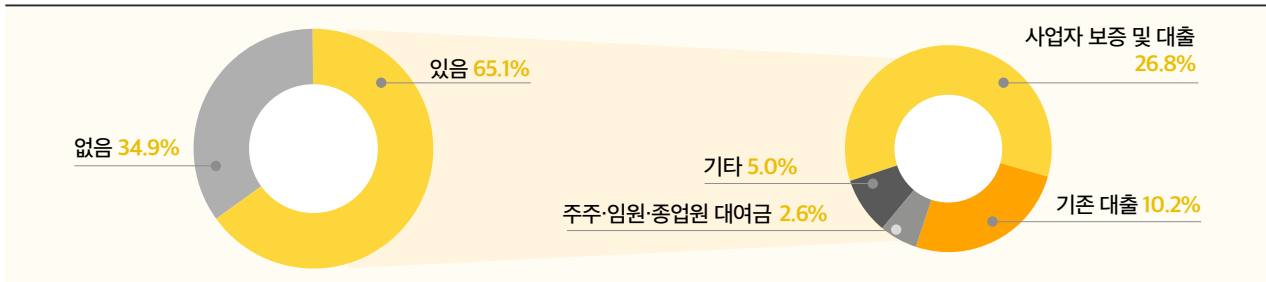 있음 65.1%
없음 34.9%
사업자 보증 및 대출
26.8%
기타 5.0%
주주·임원·종업원 대여금 2.6%
기존 대출 10.2%